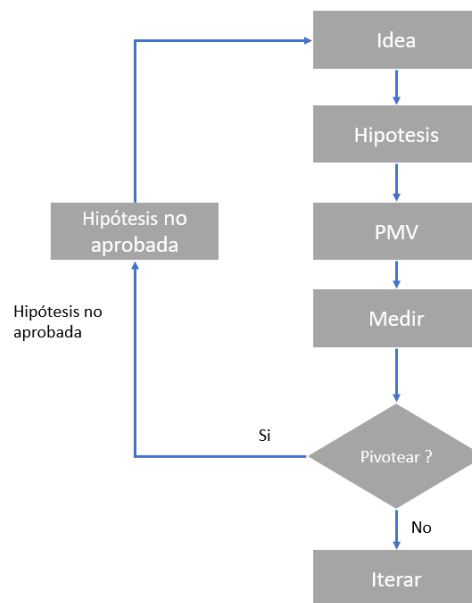 Idea
Hipotesis
PMV
Medir
Pivotear ?
Si
No
Iterar
Hipótesis no
aprobada
Hipótesis no
aprobada